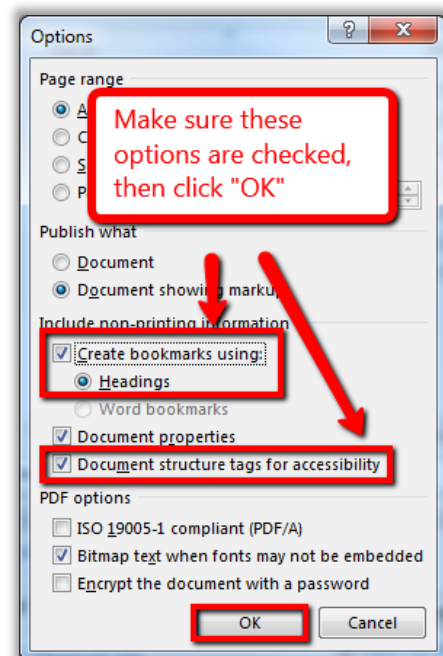 Options
Page range
A
C
S
P
Make sure these
options are checked,
then click "OK"
Publish what
Document
Document showing marku
Include non-printing information
Create bookmarks using:
Headings
Word bookmarks
Document properties
Document structure tags for accessibility
PDF options
ISO 19005-1 compliant (PDF/A)
Bitmap text when fonts may not be embedded
Encrypt the document with a password
OK
Cancel